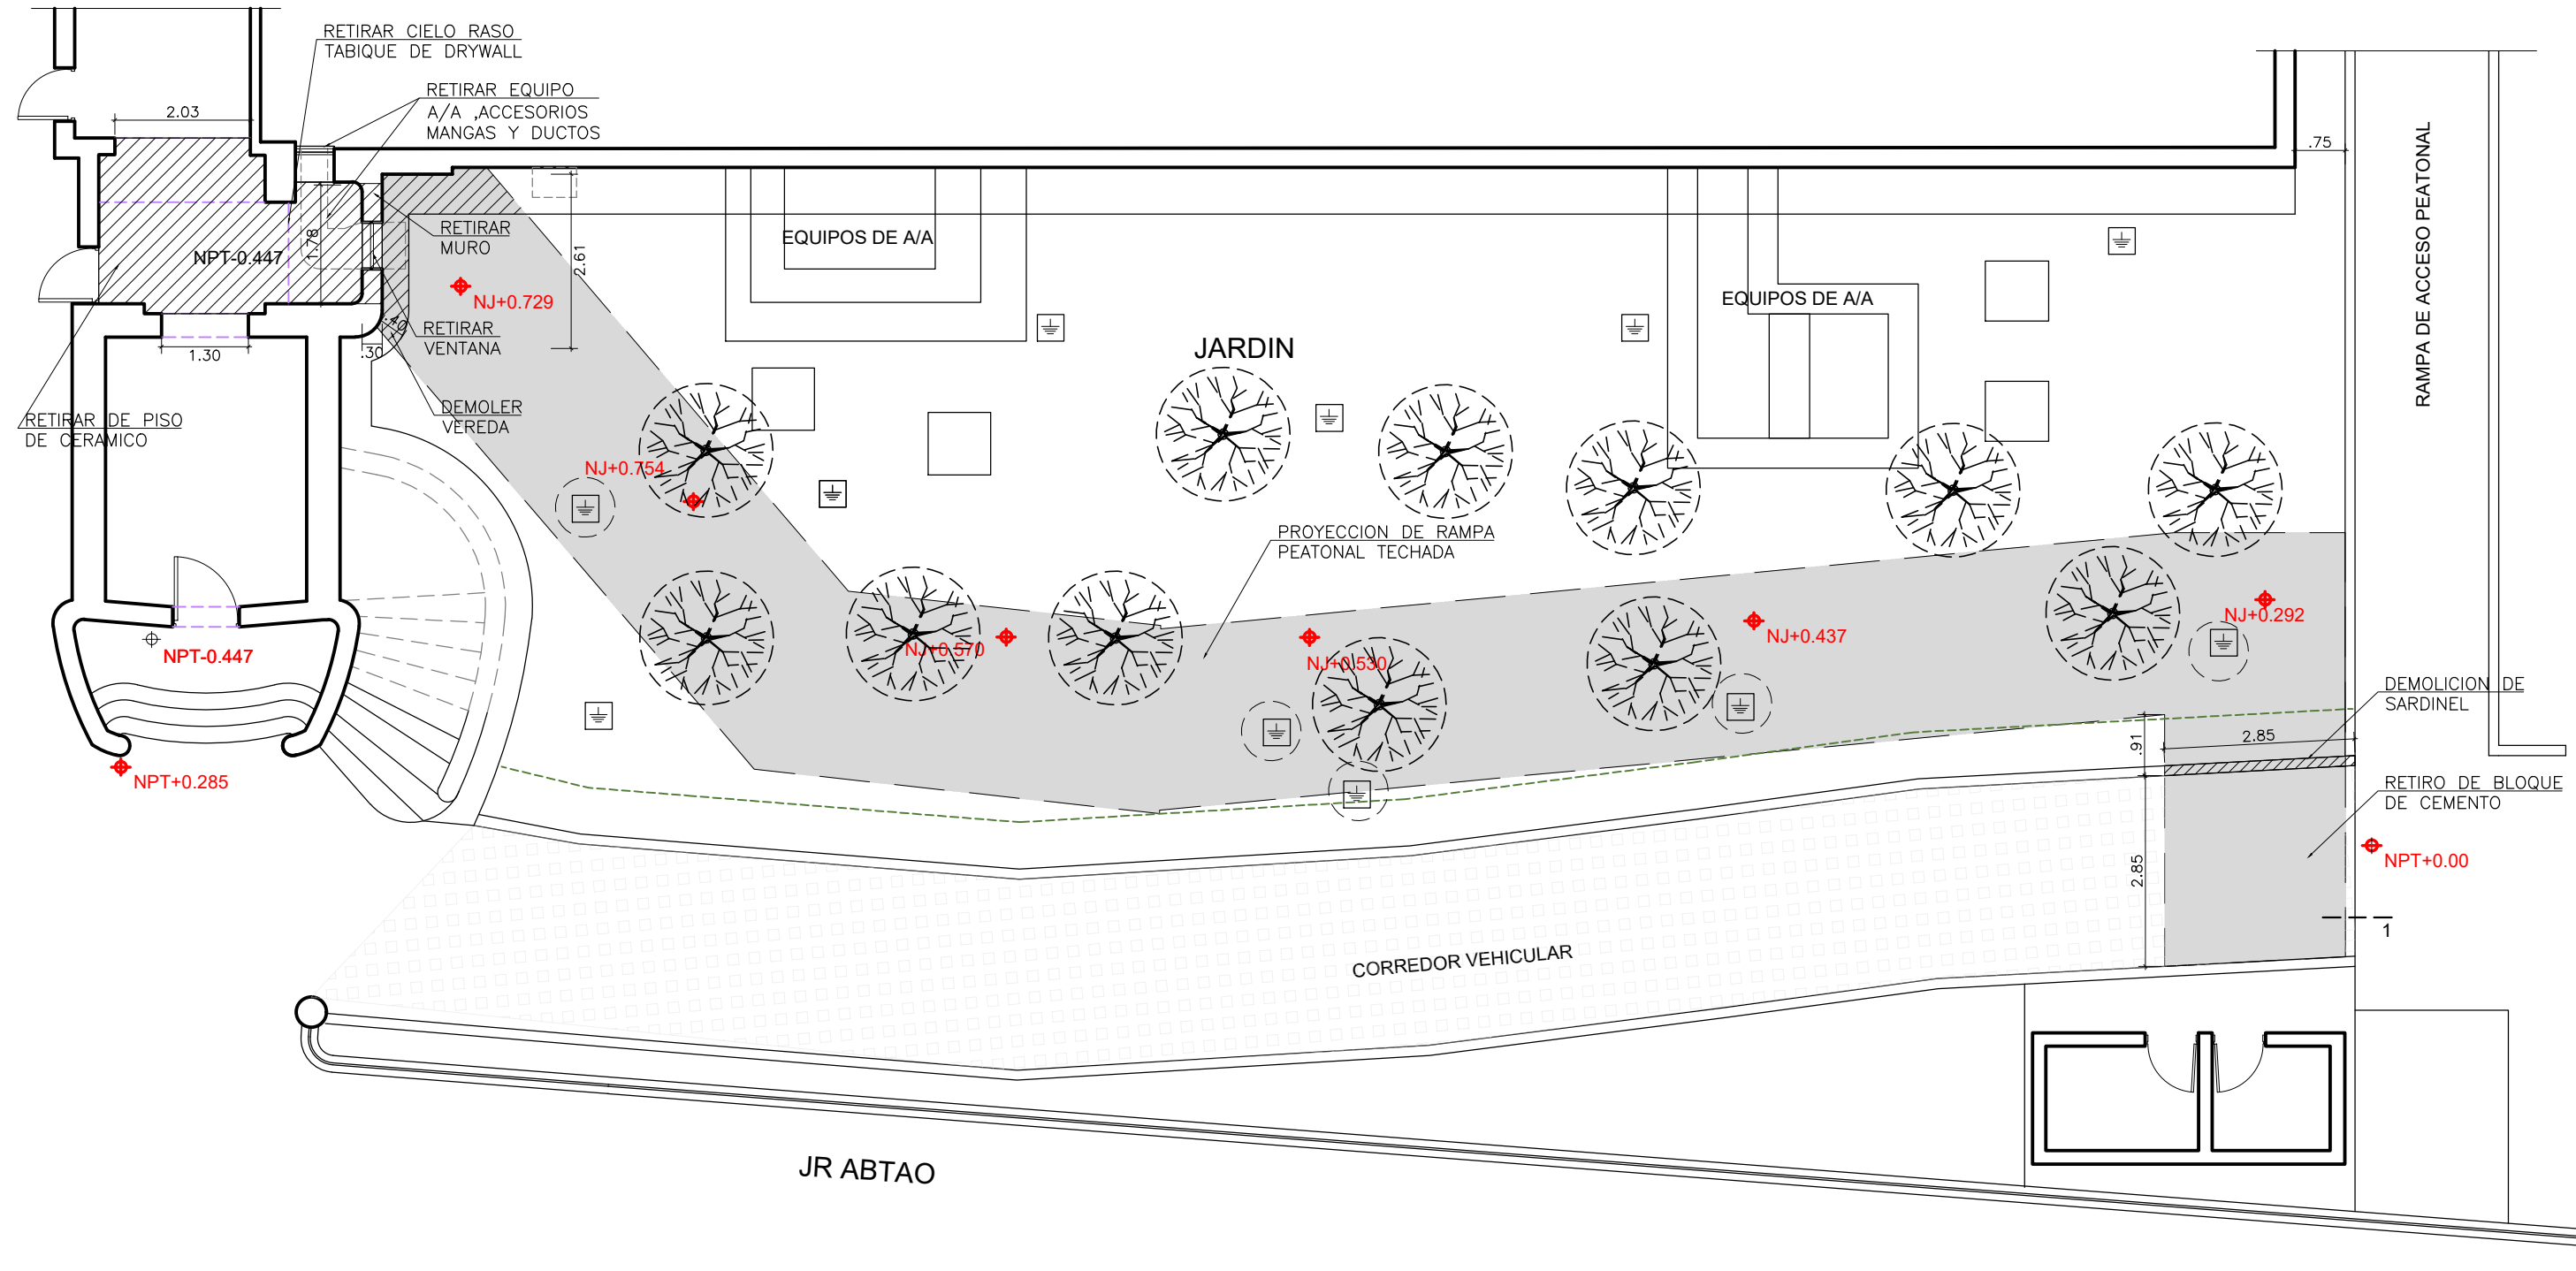 RETIRAR CIELO RASO
TABIQUE DE DRYWALL
RETIRAR EQUIPO
A/A ,ACCESORIOS
MANGAS Y DUCTOS
2.03
.75
RAMPA DE ACCESO PEATONAL
RETIRAR
MURO
1.78
NPT-0.447
2.61
EQUIPOS DE A/A
EQUIPOS DE A/A
NJ+0.729
RETIRAR
VENTANA
.40
.30
1.30
JARDIN
DEMOLER
VEREDA
RETIRAR DE PISO
DE CERAMICO
NJ+0.754
PROYECCION DE RAMPA
PEATONAL TECHADA
NJ+0.292
NJ+0.437
NJ+0.570
NJ+0.530
NPT-0.447
DEMOLICION DE
SARDINEL
.91
2.85
NPT+0.285
RETIRO DE BLOQUE
DE CEMENTO
NPT+0.00
2.85
1
CORREDOR VEHICULAR
JR ABTAO